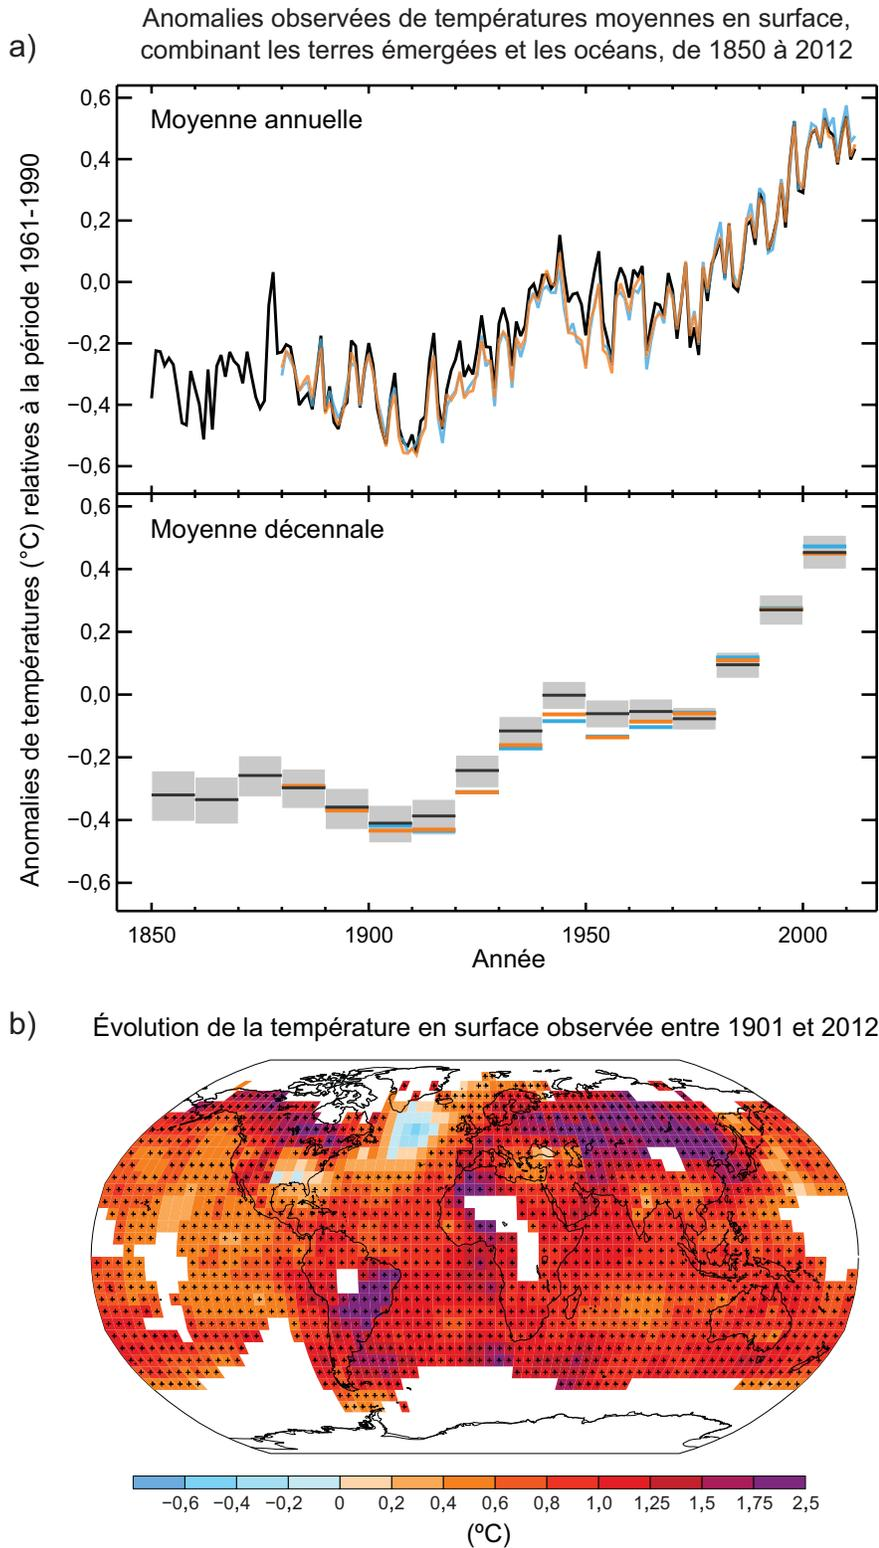 a)
Anomalies observées de températures moyennes en surface,
combinant les terres émergées et les océans, de 1850 à 2012
Anomalies de températures (°C) relatives à la période 1961-1990
Moyenne annuelle
0,6
0,4
0,2
0,0
−0,2
−0,4
−0,6
Moyenne décennale
0,6
0,4
0,2
0,0
−0,2
−0,4
−0,6
1850 1900 1950 2000
Année
b)
Évolution de la température en surface observée entre 1901 et 2012
−0,6 −0,4 −0,2 0 0,2 0,4 0,6 0,8 1,0 1,25 1,5 1,75 2,5
(ºC)